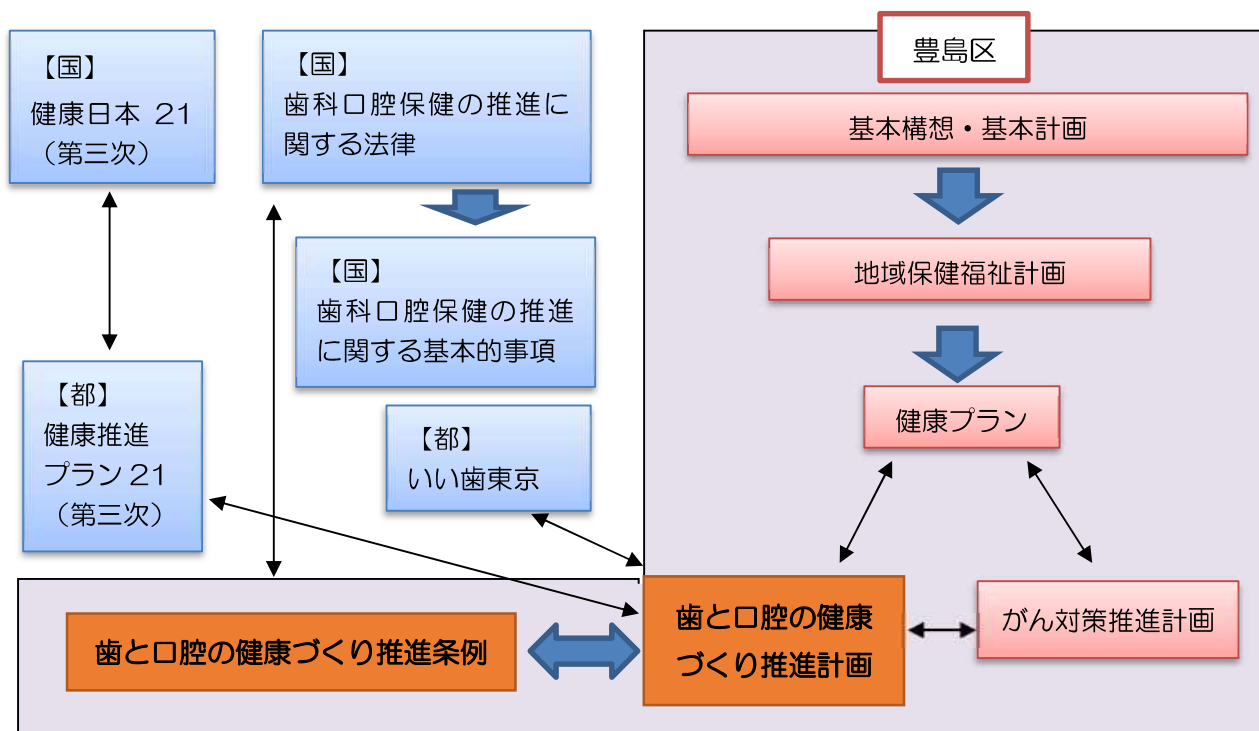 【国】
健康日本 21
（第三次）
【国】
歯科口腔保健の推進に
関する法律
【国】
歯科口腔保健の推進
に関する基本的事項
【都】
健康推進
プラン 21
（第三次）
【都】
いい歯東京
豊島区
基本構想・基本計画
地域保健福祉計画
健康プラン
歯と口腔の健康づくり推進条例
歯と口腔の健康
づくり推進計画
がん対策推進計画